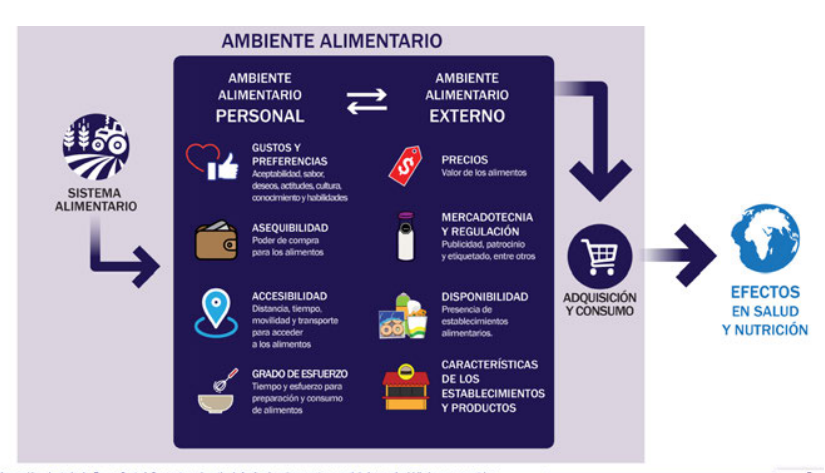 AMBIENTE ALIMENTARIO
SISTEMA
ALIMENTARIO
AMBIENTE
ALIMENTARIO
PERSONAL
GUSTOS Y
PREFERENCIAS
Aceptabilidad, sabor,
deseos, actitudes, cultura,
conocimiento y habilidades
ASEQUIBILIDAD
Poder de compra
para los alimentos
ACCESIBILIDAD
Distancia, tiempo,
movilidad y transporte
para acceder
a los alimentos
GRADO DE ESFUERZO
Tiempo y esfuerzo para
preparación y consumo
de alimentos
AMBIENTE
ALIMENTARIO
EXTERNO
$
PRECIOS
Valor de los alimentos
MERCADOTECNIA
Y REGULACIÓN
Publicidad, patrocinio
y etiquetado, entre otros
DISPONIBILIDAD
Presencia de
establecimientos
alimentarios.
CARACTERÍSTICAS
DE LOS
ESTABLECIMIENTOS
Y PRODUCTOS
ADQUISICIÓN
Y CONSUMO
EFECTOS
EN SALUD
Y NUTRICIÓN